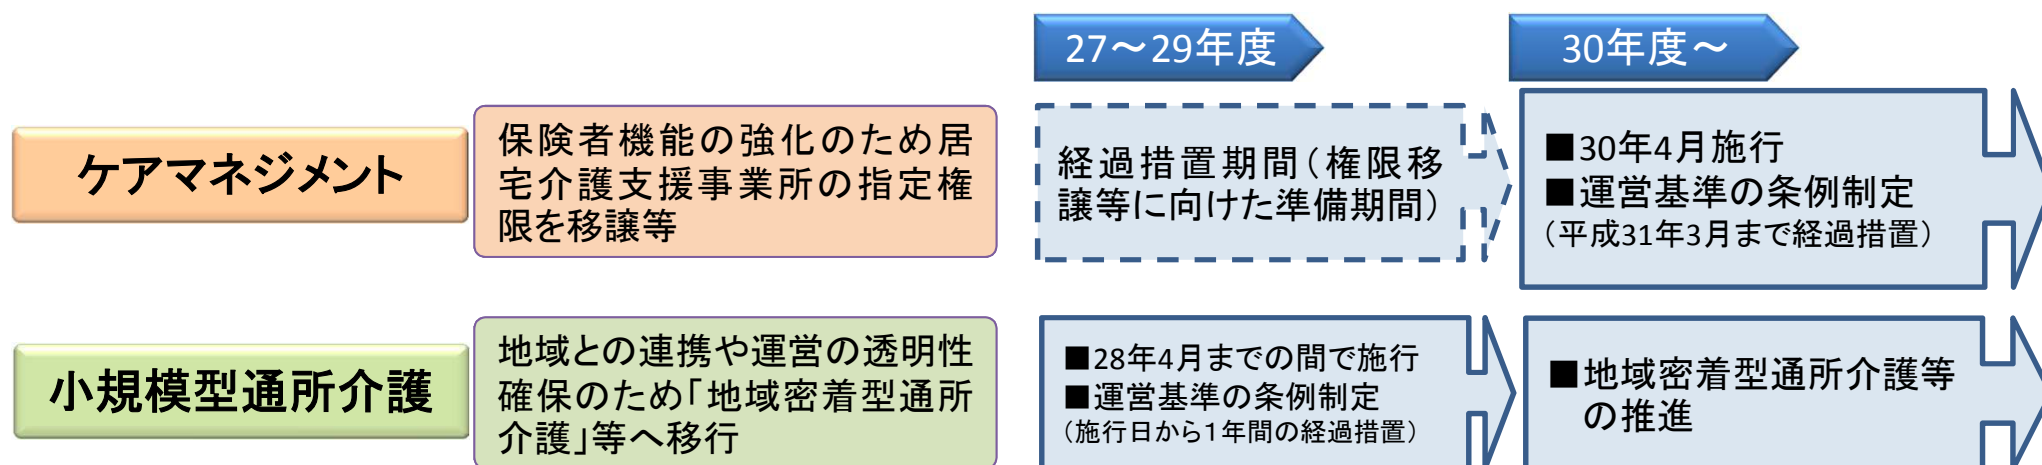 27～29年度
30年度～
ケアマネジメント
保険者機能の強化のため居
宅介護支援事業所の指定権
限を移譲等
経過措置期間（権限移
譲等に向けた準備期間）
■30年4月施行
■運営基準の条例制定
（平成31年3月まで経過措置）
小規模型通所介護
地域との連携や運営の透明性
確保のため「地域密着型通所
介護」等へ移行
■28年4月までの間で施行
■運営基準の条例制定
（施行日から１年間の経過措置）
■地域密着型通所介護等
の推進